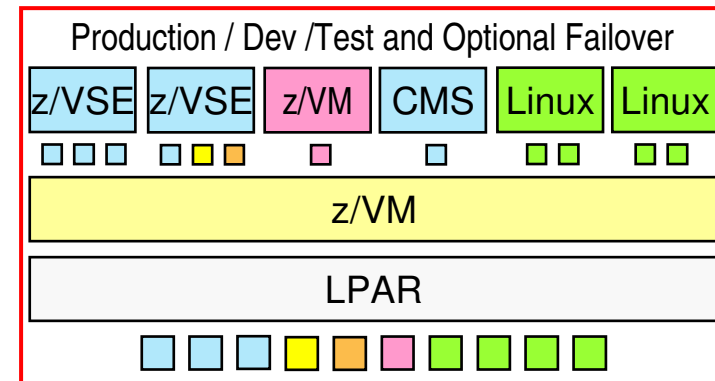 Production / Dev /Test and Optional Failover
z/VSE z/VSE z/VM CMS Linux Linux
z/VM
LPAR